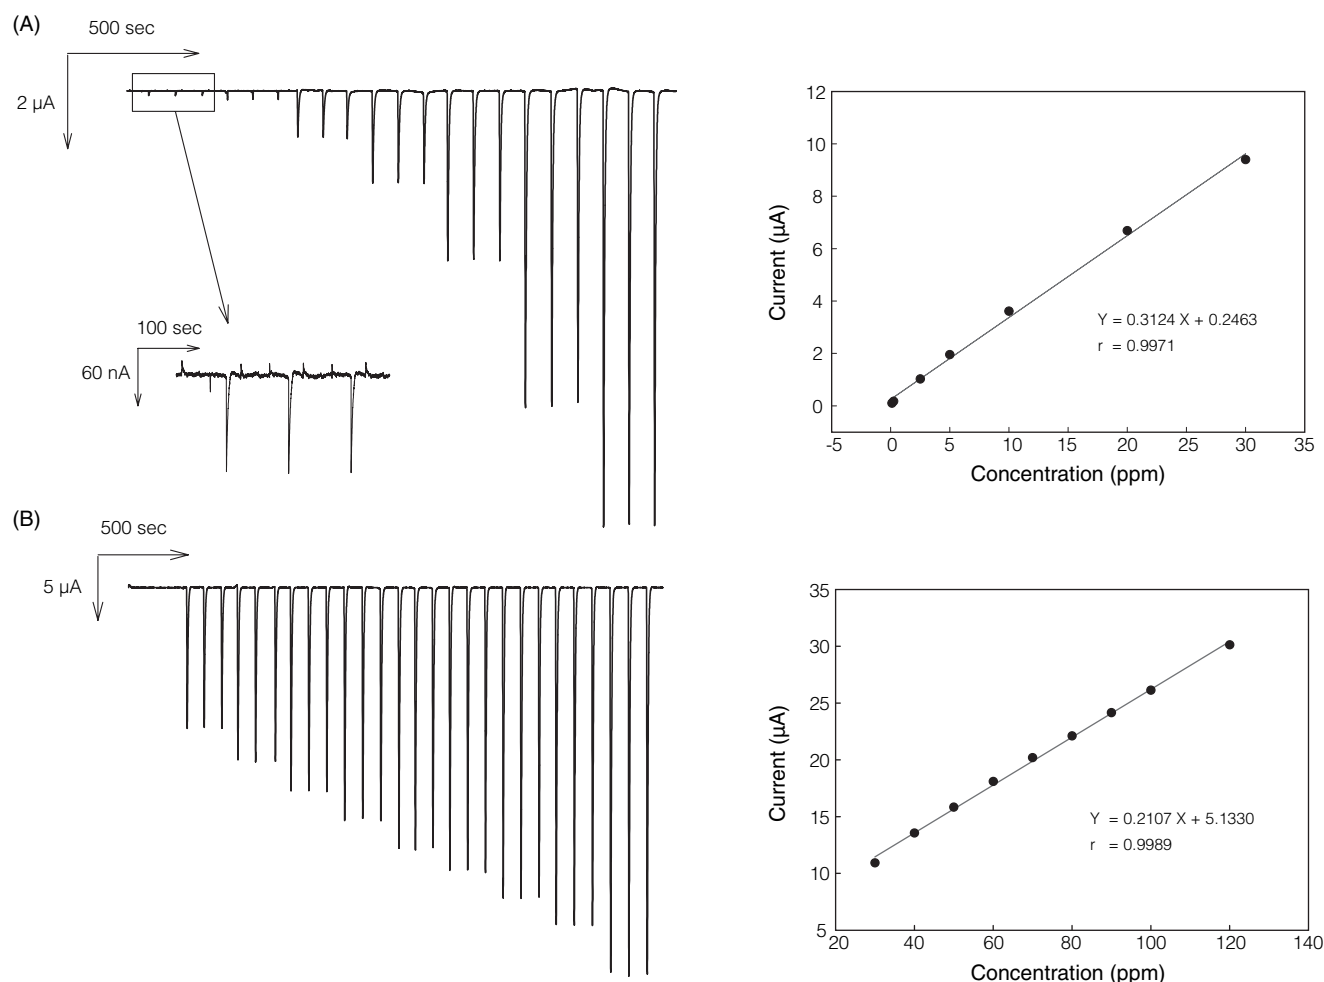 (A)
500 sec
2 µA
100 sec
60 nA
12
10
8
6
4
2
0
-5 0 5 10 15 20 25 30 35
Current (µA)
Concentration (ppm)
Y = 0.3124 X + 0.2463
r = 0.9971
(B)
500 sec
5 µA
35
30
25
20
15
10
5
20 40 60 80 100 120 140
Current (µA)
Concentration (ppm)
Y = 0.2107 X + 5.1330
r = 0.9989